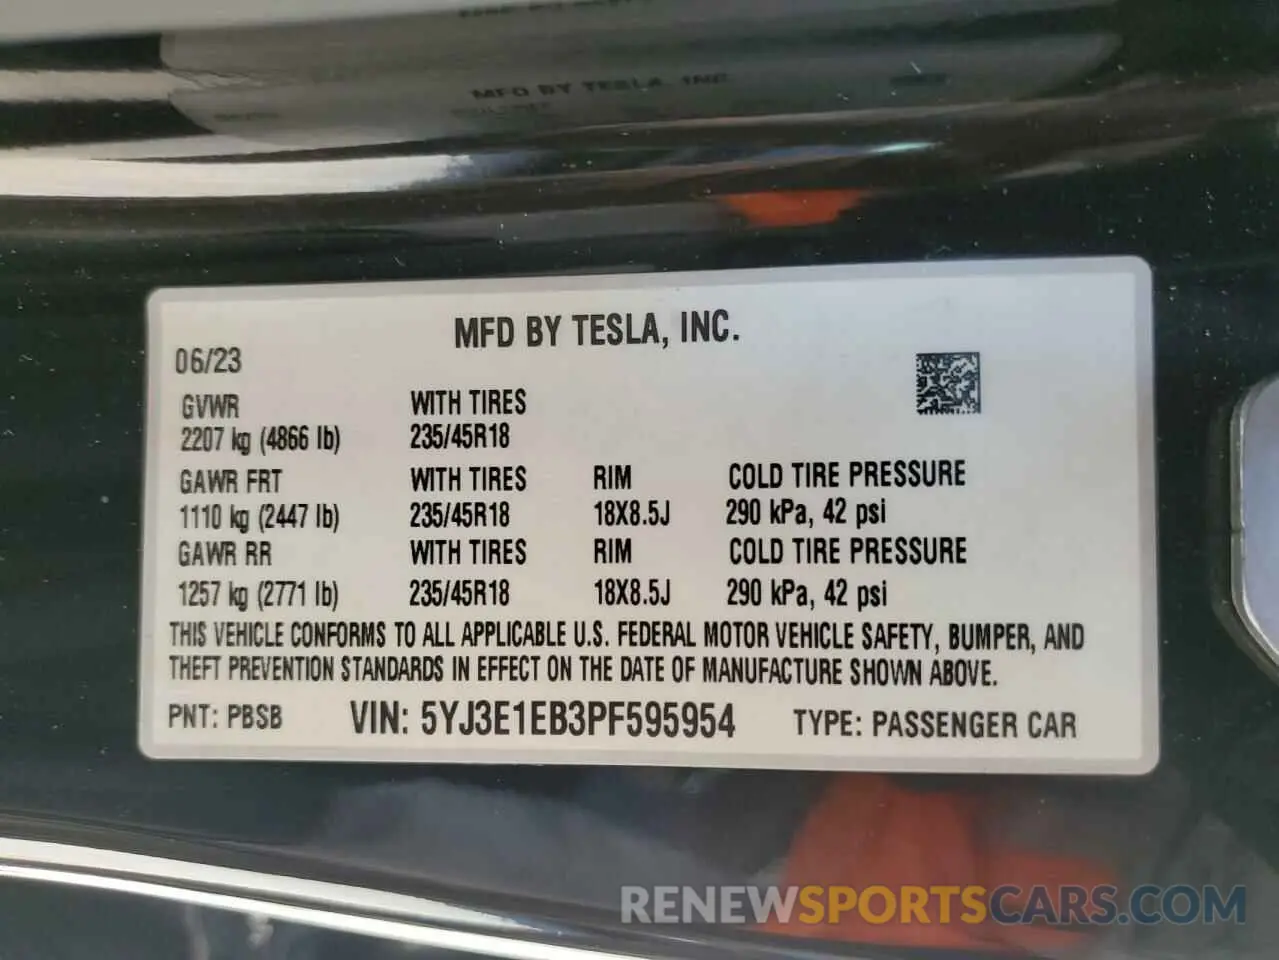 MFD BY TESLA, INC.
MFD BY TESLA, INC.
06/23
GVWR WITH TIRES
2207 kg (4866 lb) 235/45R18
GAWR FRT WITH TIRES RIM COLD TIRE PRESSURE
1110 kg (2447 lb) 235/45R18 18X8.5J 290 kPa, 42 psi
GAWR RR WITH TIRES RIM COLD TIRE PRESSURE
1257 kg (2771 lb) 235/45R18 18X8.5J 290 kPa, 42 psi
THIS VEHICLE CONFORMS TO ALL APPLICABLE U.S. FEDERAL MOTOR VEHICLE SAFETY, BUMPER, AND
THEFT PREVENTION STANDARDS IN EFFECT ON THE DATE OF MANUFACTURE SHOWN ABOVE.
PNT: PBSB VIN: 5YJ3E1EB3PF595954 TYPE: PASSENGER CAR
RENEWSPORTSCARS.COM